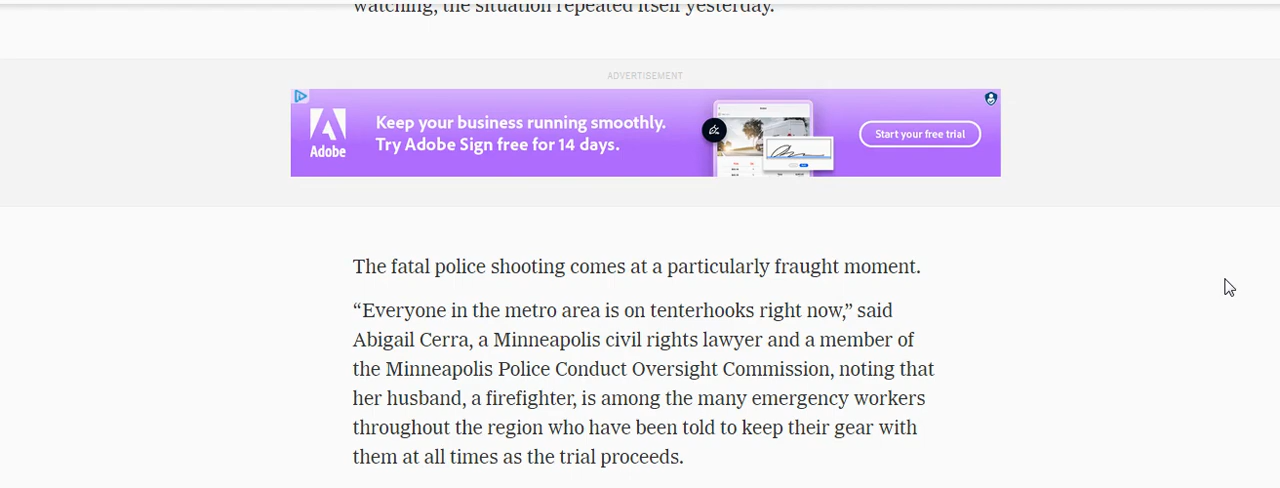 watching, the situation repeated itself yesterday.
ADVERTISEMENT
Adobe
Keep your business running smoothly.
Try Adobe Sign free for 14 days.
Start your free trial
The fatal police shooting comes at a particularly fraught moment.
“Everyone in the metro area is on tenterhooks right now,” said
Abigail Cerra, a Minneapolis civil rights lawyer and a member of
the Minneapolis Police Conduct Oversight Commission, noting that
her husband, a firefighter, is among the many emergency workers
throughout the region who have been told to keep their gear with
them at all times as the trial proceeds.